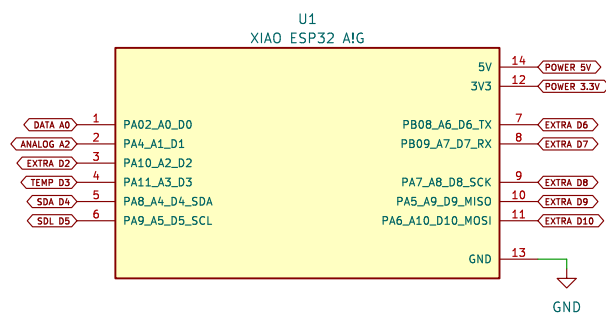 U1
XIAO ESP32 A!G
5V 14 POWER 5V
3V3 12 POWER 3.3V
DATA A0 1 PA02_A0_D0 PB08_A6_D6_TX 7 EXTRA D6
ANALOG A2 2 PA4_A1_D1 PB09_A7_D7_RX 8 EXTRA D7
EXTRA D2 3 PA10_A2_D2
TEMP D3 4 PA11_A3_D3 PA7_A8_D8_SCK 9 EXTRA D8
SDA D4 5 PA8_A4_D4_SDA PA5_A9_D9_MISO 10 EXTRA D9
SDL D5 6 PA9_A5_D5_SCL PA6_A10_D10_MOSI 11 EXTRA D10
GND 13
GND